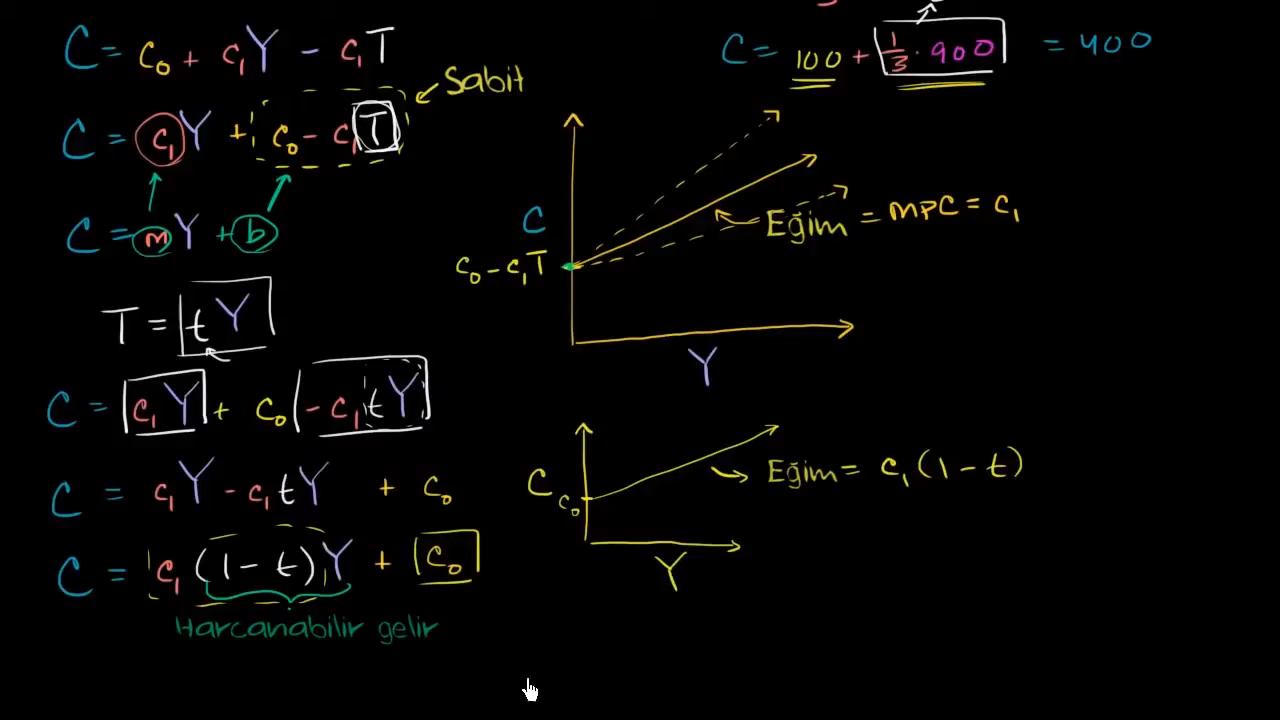 C = c₀ + c₁Y - c₁T
Sabit
C = c₁Y + c₀ - c₁T
C = mY + b
T = tY
C = c₁Y + c₀ - c₁tY
C = c₁Y - c₁tY + c₀
C = c₁(1 - t)Y + c₀
Harcanabilir gelir
C = 100 + 1/3 · 900 = 400
C
c₀ - c₁T
Eğim = MPC = c₁
Y
C
c₀
Eğim = c₁(1 - t)
Y